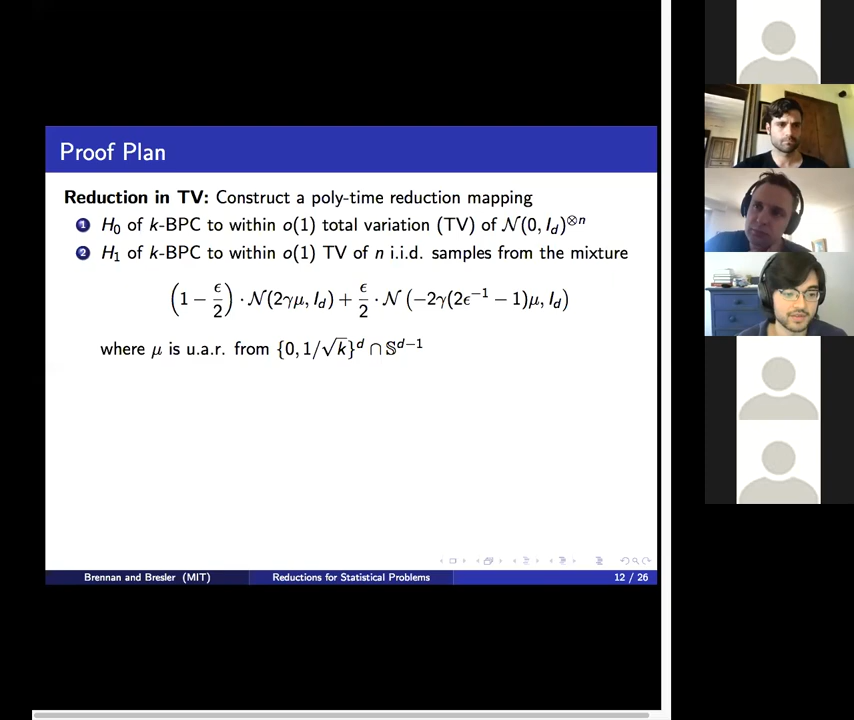 Proof Plan
Reduction in TV: Construct a poly-time reduction mapping
1 H₀ of k-BPC to within o(1) total variation (TV) of 𝒩(0, I_d)^{⊗n}
2 H₁ of k-BPC to within o(1) TV of n i.i.d. samples from the mixture
(1 − ϵ/2) · 𝒩(2γμ, I_d) + ϵ/2 · 𝒩(−2γ(2ϵ⁻¹ − 1)μ, I_d)
where μ is u.a.r. from {0, 1/√k}^d ∩ 𝕊^{d−1}
Brennan and Bresler (MIT) Reductions for Statistical Problems 12 / 26